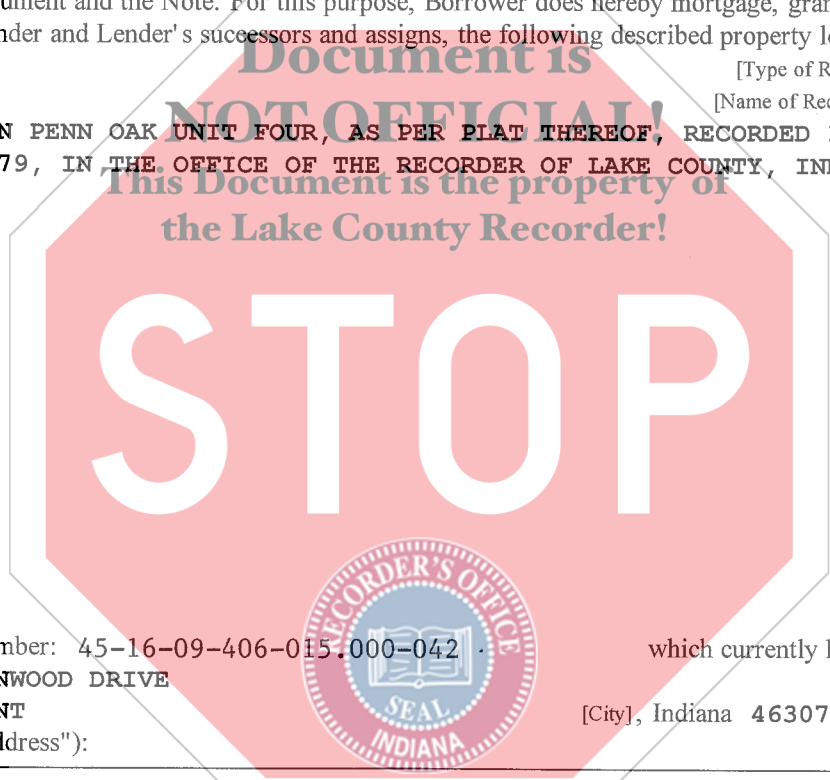 ument and the Note. For this purpose, Borrower does hereby mortgage, gran
nder and Lender's successors and assigns, the following described property l
Document is
[Type of R
NOT OFFICIAL!
[Name of Rec
N PENN OAK UNIT FOUR, AS PER PLAT THEREOF, RECORDED
79, IN THE OFFICE OF THE RECORDER OF LAKE COUNTY, IN
This Document is the property of
the Lake County Recorder!
STOP
RECORDER'S OFFICE
SEAL
INDIANA
mber: 45-16-09-406-015.000-042 which currently
NWOOD DRIVE
NT [City], Indiana 46307
ddress"):